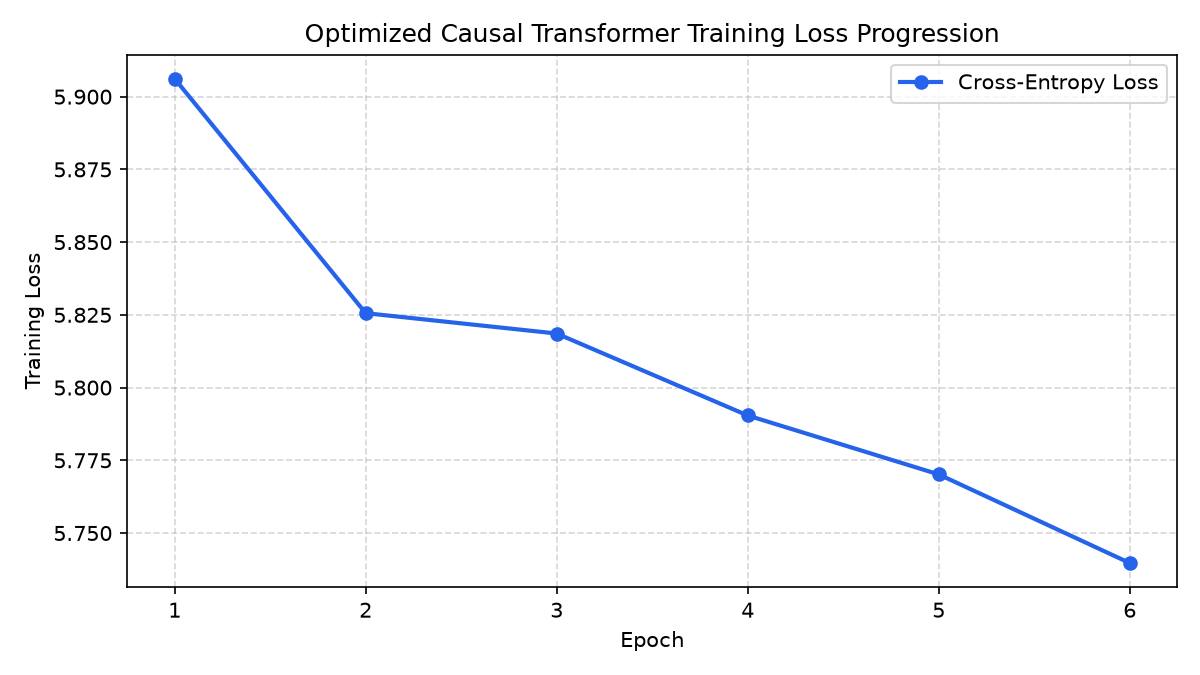 Optimized Causal Transformer Training Loss Progression
Cross-Entropy Loss
Training Loss
5.900
5.875
5.850
5.825
5.800
5.775
5.750
1 2 3 4 5 6
Epoch